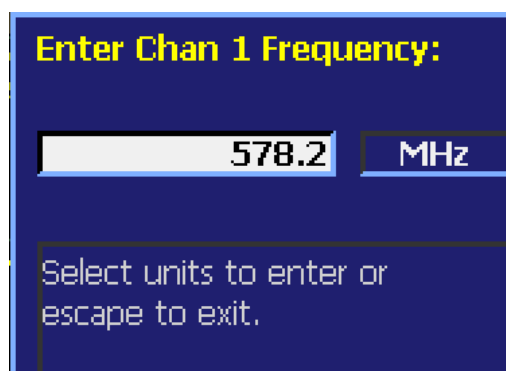 Enter Chan 1 Frequency:
578.2 MHz
Select units to enter or
escape to exit.